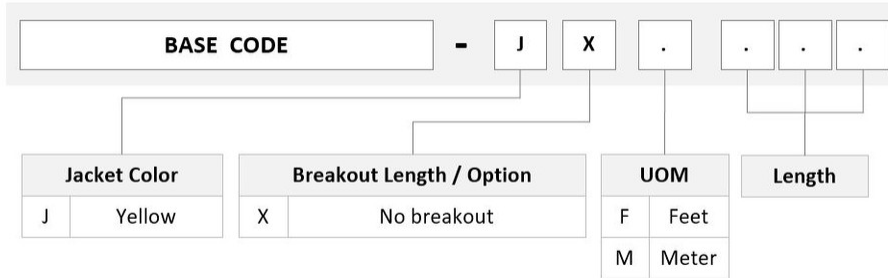 BASE CODE - J X . . . .
Jacket Color
J Yellow
Breakout Length / Option
X No breakout
UOM
F Feet
M Meter
Length